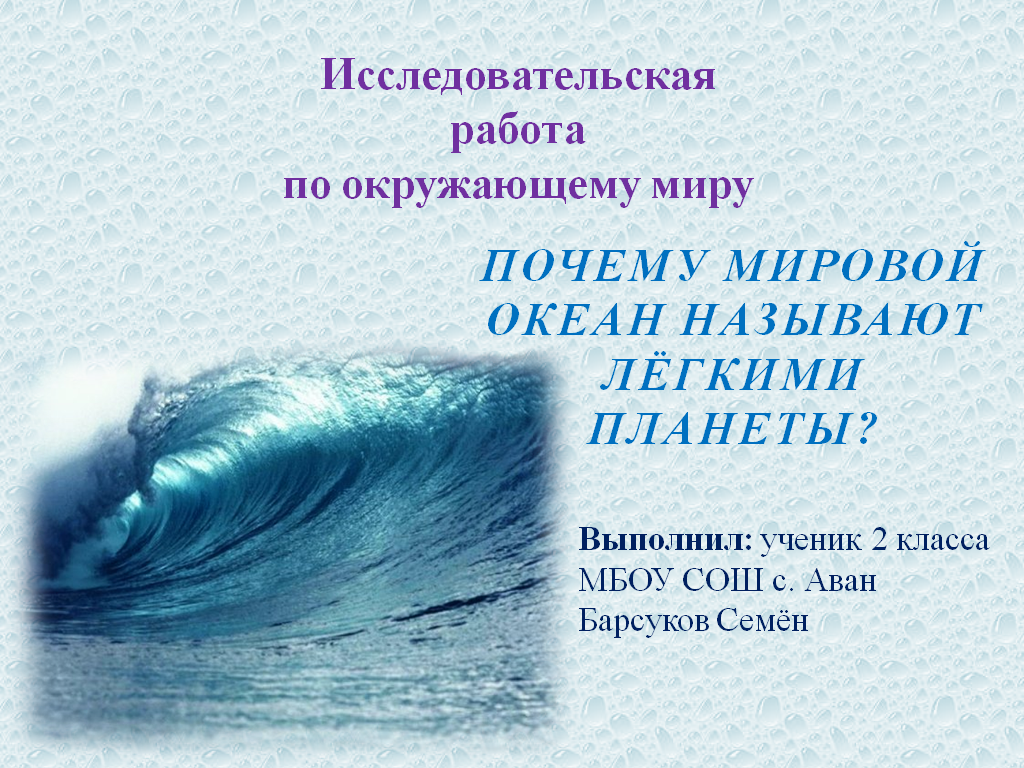 Исследовательская
работа
по окружающему миру
ПОЧЕМУ МИРОВОЙ
ОКЕАН НАЗЫВАЮТ
ЛЁГКИМИ
ПЛАНЕТЫ?
Выполнил: ученик 2 класса
МБОУ СОШ с. Аван
Барсуков Семён